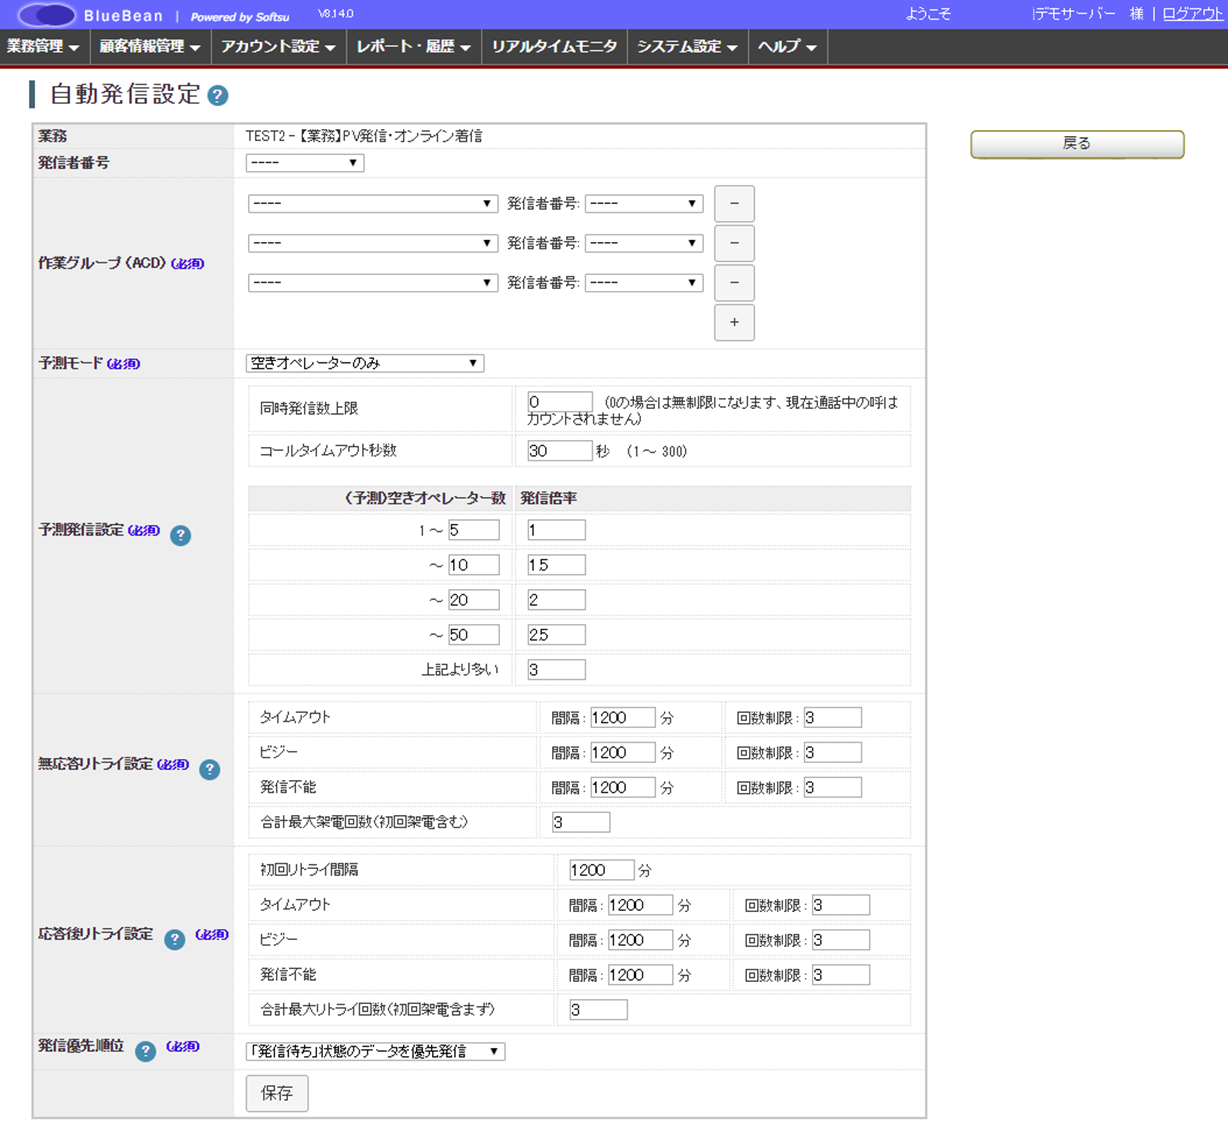 BlueBean | Powered by Softsu V8.14.0 ようこそ デモサーバー 様 | ログアウト
業務管理 顧客情報管理 アカウント設定 レポート・履歴 リアルタイムモニタ システム設定 ヘルプ
自動発信設定 ?
業務 TEST2 - 【業務】PV発信・オンライン着信
戻る
発信者番号 ----
---- 発信者番号: ---- -
---- 発信者番号: ---- -
作業グループ (ACD) (必須)
---- 発信者番号: ---- -
+
予測モード (必須) 空きオペレーターのみ
同時発信数上限 0 (0の場合は無制限になります、現在通話中の呼は
カウントされません)
コールタイムアウト秒数 30 秒 (1 ～ 300)
(予測)空きオペレーター数 発信倍率
予測発信設定 (必須) ?
1 ～ 5 1
～ 10 1.5
～ 20 2
～ 50 2.5
上記より多い 3
タイムアウト 間隔: 1200 分 回数制限: 3
ビジー 間隔: 1200 分 回数制限: 3
無応答リトライ設定 (必須) ?
発信不能 間隔: 1200 分 回数制限: 3
合計最大架電回数(初回架電含む) 3
初回リトライ間隔 1200 分
タイムアウト 間隔: 1200 分 回数制限: 3
応答後リトライ設定 ? (必須)
ビジー 間隔: 1200 分 回数制限: 3
発信不能 間隔: 1200 分 回数制限: 3
合計最大リトライ回数(初回架電含まず) 3
発信優先順位 ? (必須) 「発信待ち」状態のデータを優先発信
保存